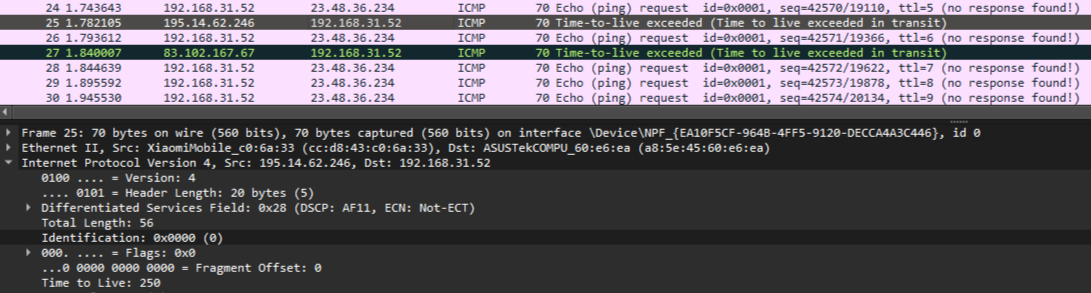 24 1.743643 192.168.31.52 23.48.36.234 ICMP 70 Echo (ping) request id=0x0001, seq=42570/19110, ttl=5 (no response found!)
25 1.782105 195.14.62.246 192.168.31.52 ICMP 70 Time-to-live exceeded (Time to live exceeded in transit)
26 1.793612 192.168.31.52 23.48.36.234 ICMP 70 Echo (ping) request id=0x0001, seq=42571/19366, ttl=6 (no response found!)
27 1.840007 83.102.167.67 192.168.31.52 ICMP 70 Time-to-live exceeded (Time to live exceeded in transit)
28 1.844639 192.168.31.52 23.48.36.234 ICMP 70 Echo (ping) request id=0x0001, seq=42572/19622, ttl=7 (no response found!)
29 1.895592 192.168.31.52 23.48.36.234 ICMP 70 Echo (ping) request id=0x0001, seq=42573/19878, ttl=8 (no response found!)
30 1.945530 192.168.31.52 23.48.36.234 ICMP 70 Echo (ping) request id=0x0001, seq=42574/20134, ttl=9 (no response found!)
Frame 25: 70 bytes on wire (560 bits), 70 bytes captured (560 bits) on interface \Device\NPF_{EA10F5CF-964B-4FF5-9120-DECCA4A3C446}, id 0
Ethernet II, Src: XiaomiMobile_c0:6a:33 (cc:d8:43:c0:6a:33), Dst: ASUSTekCOMPU_60:e6:ea (a8:5e:45:60:e6:ea)
Internet Protocol Version 4, Src: 195.14.62.246, Dst: 192.168.31.52
0100 .... = Version: 4
.... 0101 = Header Length: 20 bytes (5)
Differentiated Services Field: 0x28 (DSCP: AF11, ECN: Not-ECT)
Total Length: 56
Identification: 0x0000 (0)
000. .... = Flags: 0x0
...0 0000 0000 0000 = Fragment Offset: 0
Time to Live: 250